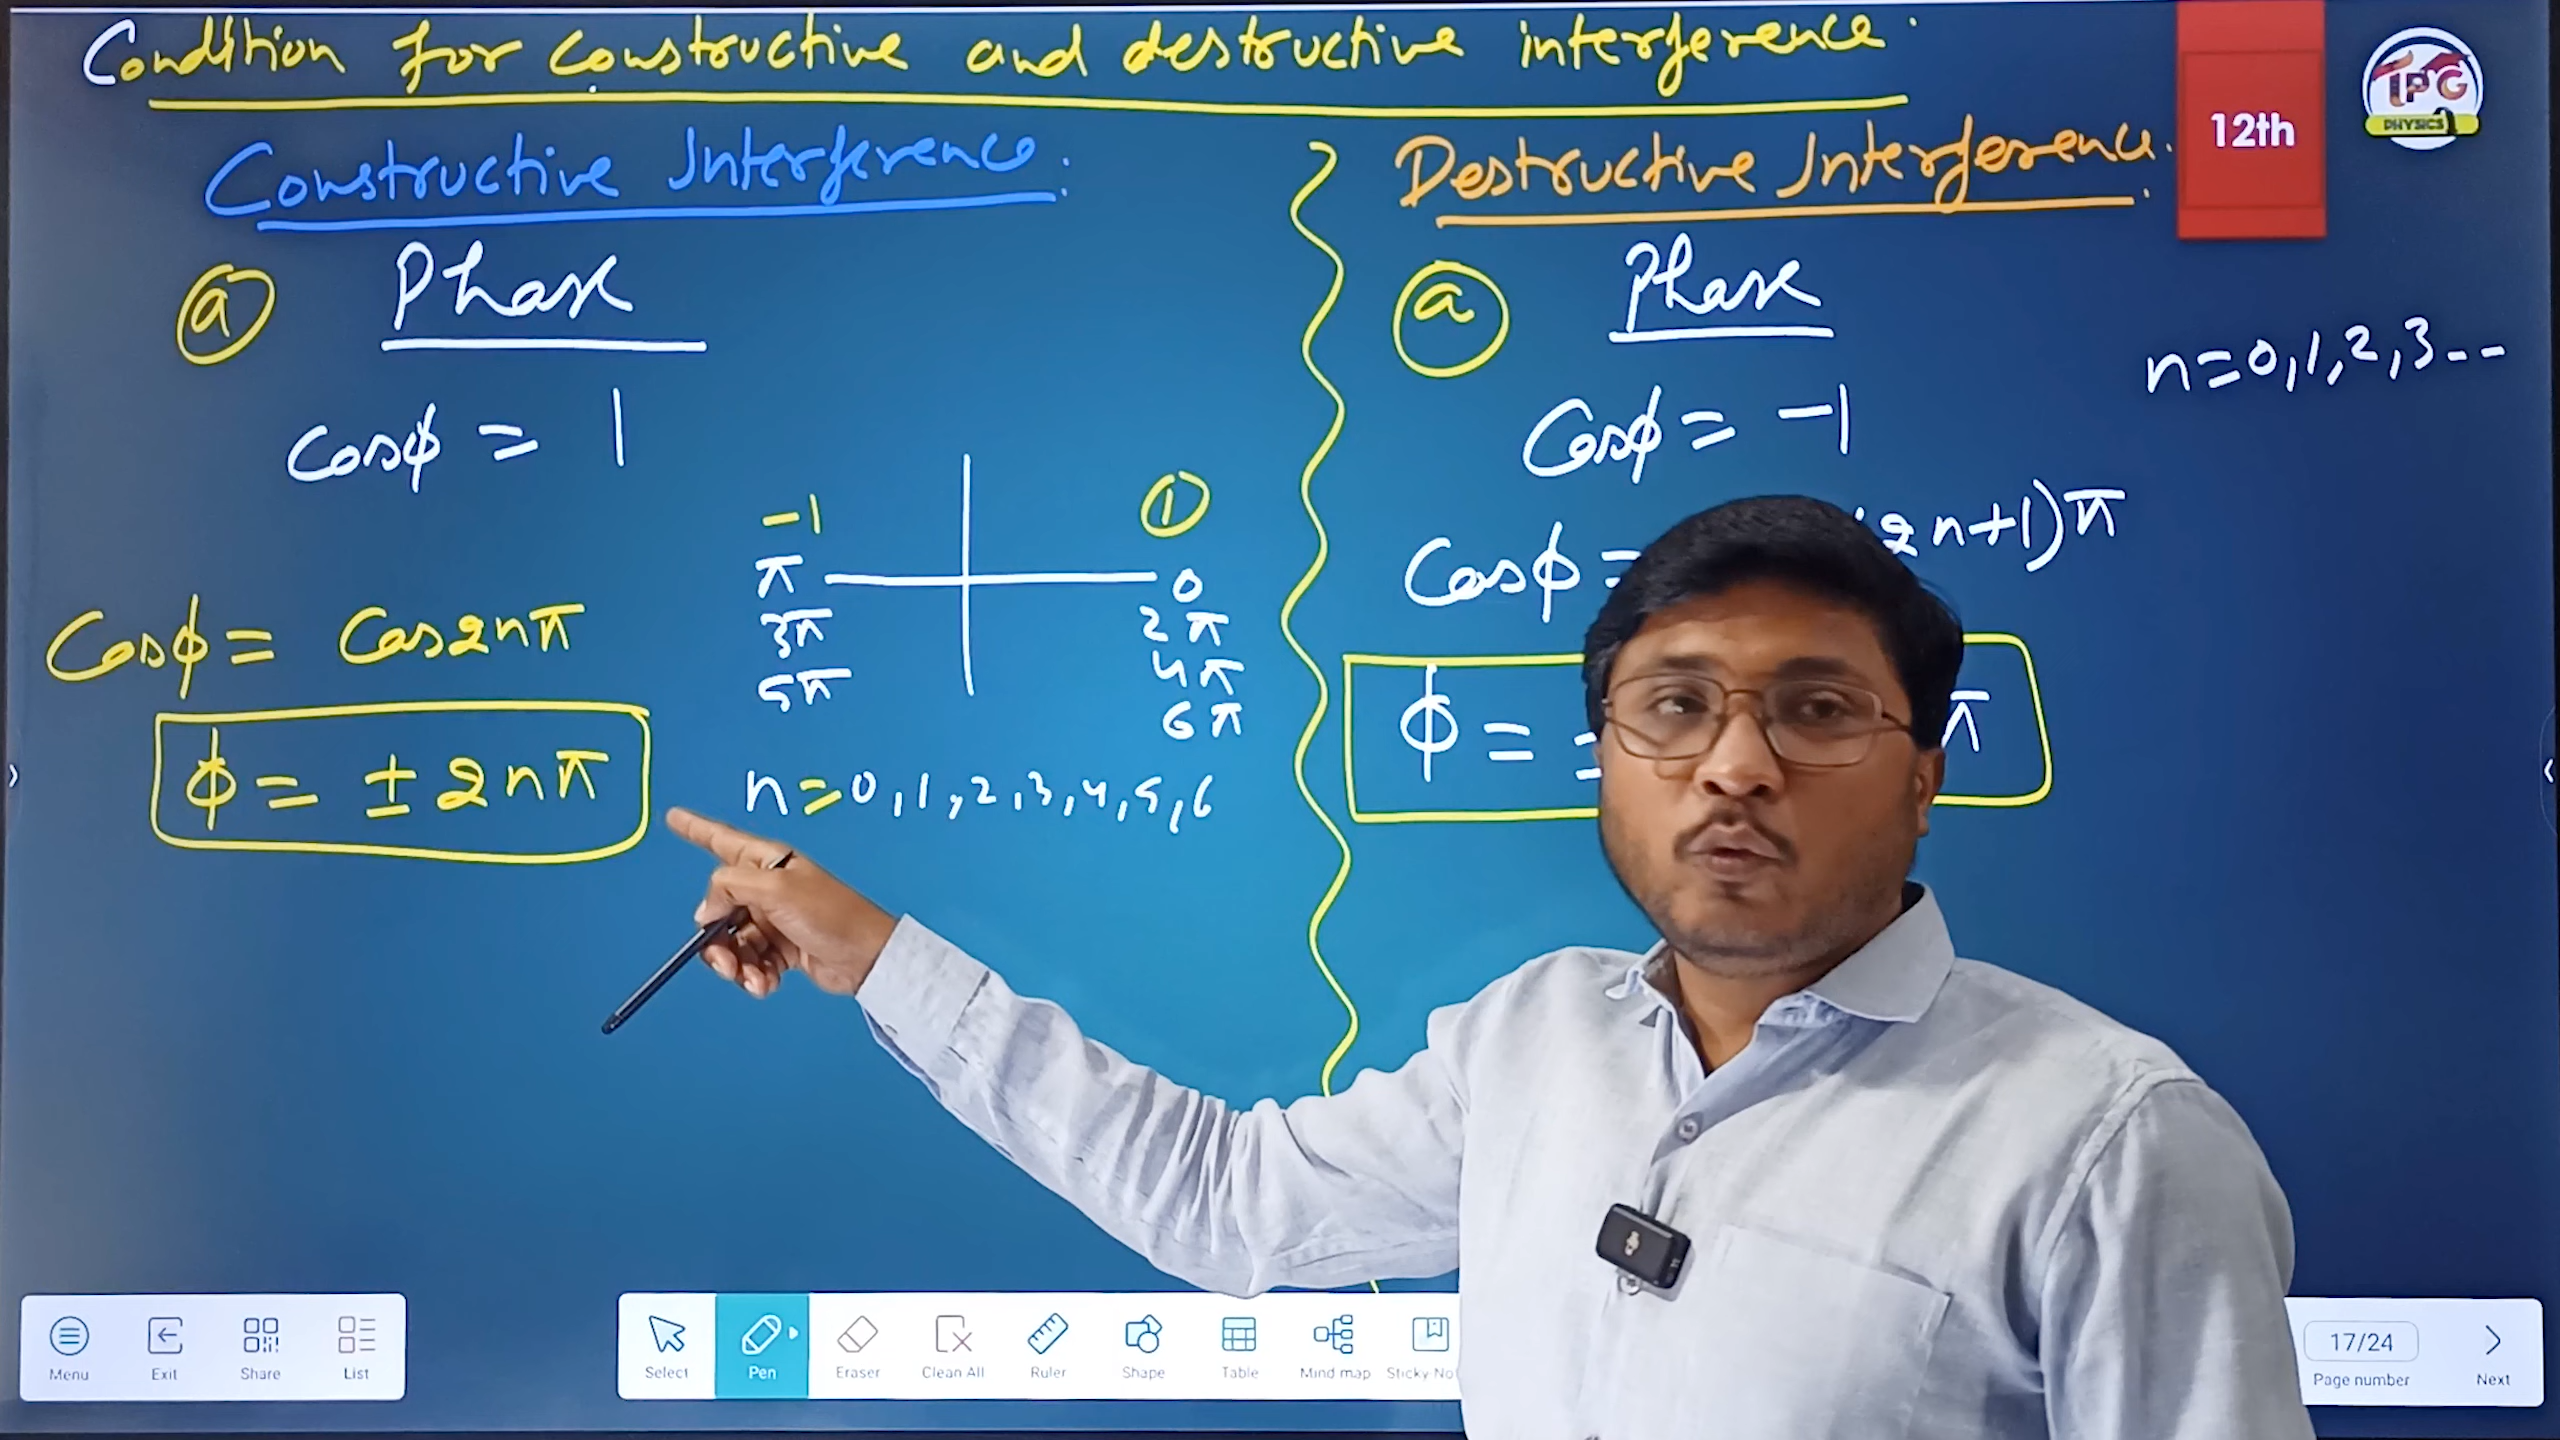 Condition for constructive and destructive interference.
12th
IPG
PHYSICS
Constructive Interference:
(a) Phase
Cosϕ = 1
Cosϕ = Cos2nπ
ϕ = ± 2nπ
-1
1
π
0
3π
2π
5π
4π
6π
n=0,1,2,3,4,5,6
Destructive Interference:
(a) Phase
n=0,1,2,3--
Cosϕ = -1
Cosϕ = 2n+1)π
ϕ = π
Menu
Exit
Share
List
Select
Pen
Eraser
Clean All
Ruler
Shape
Table
Mind map
Sticky No
17/24
Page number
Next